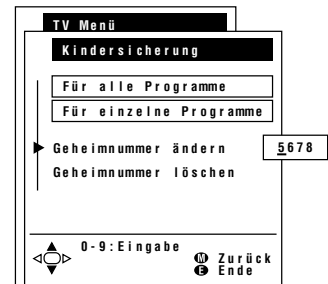 TV Menü
Kindersicherung
Für alle Programme
Für einzelne Programme
Geheimnummer ändern 5678
Geheimnummer löschen
0-9:Eingabe
M Zurück
E Ende